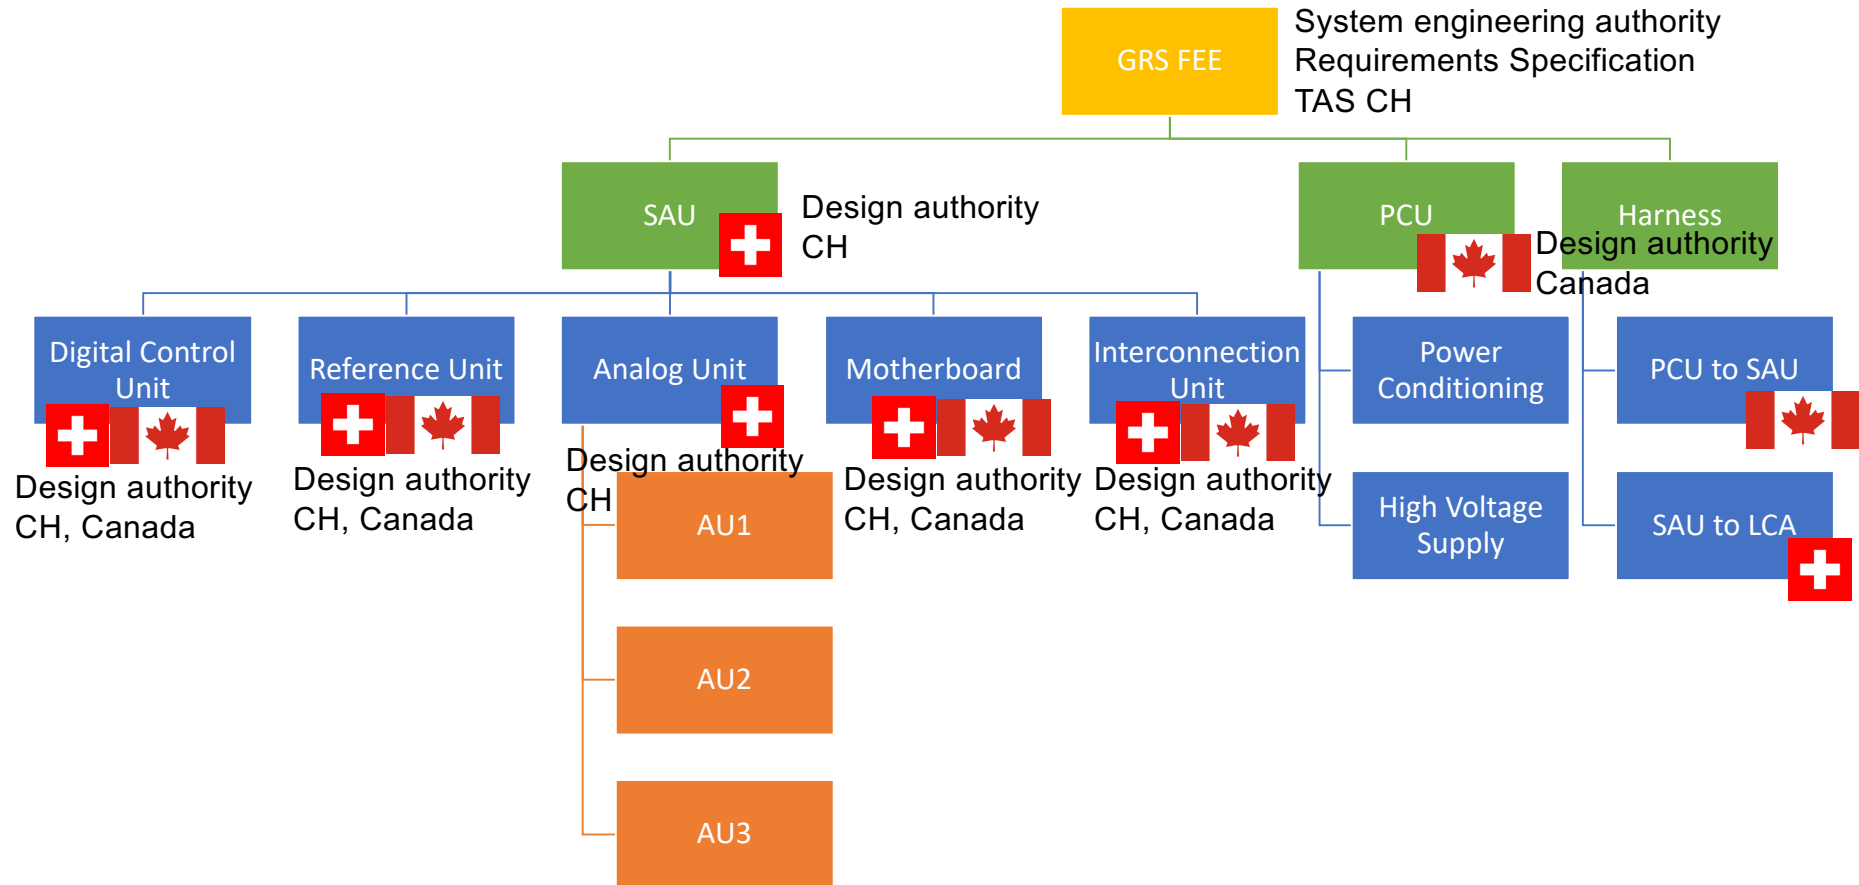 GRS FEE
System engineering authority
Requirements Specification
TAS CH
SAU
Design authority
CH
PCU
Design authority
Canada
Harness
Digital Control
Unit
Design authority
CH, Canada
Reference Unit
Design authority
CH, Canada
Analog Unit
Design authority
CH
Motherboard
Design authority
CH, Canada
Interconnection
Unit
Design authority
CH, Canada
Power
Conditioning
PCU to SAU
High Voltage
Supply
SAU to LCA
AU1
AU2
AU3